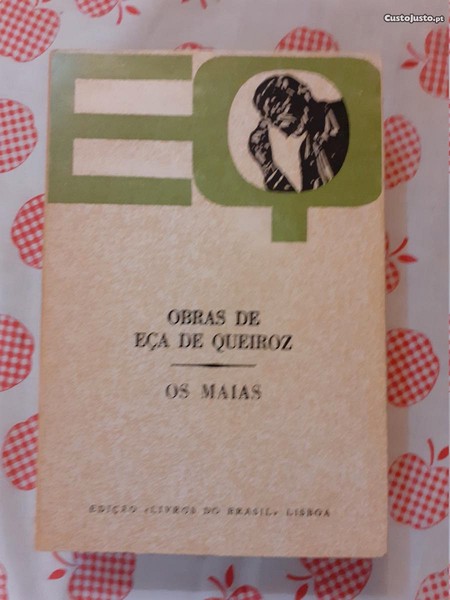 CustoJusto.pt
EQ
OBRAS DE
EÇA DE QUEIROZ
OS MAIAS
EDIÇÃO «LIVROS DO BRASIL» LISBOA